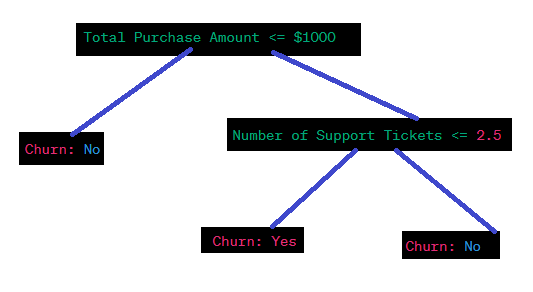 Total Purchase Amount <= $1000
Number of Support Tickets <= 2.5
Churn: No
Churn: Yes
Churn: No